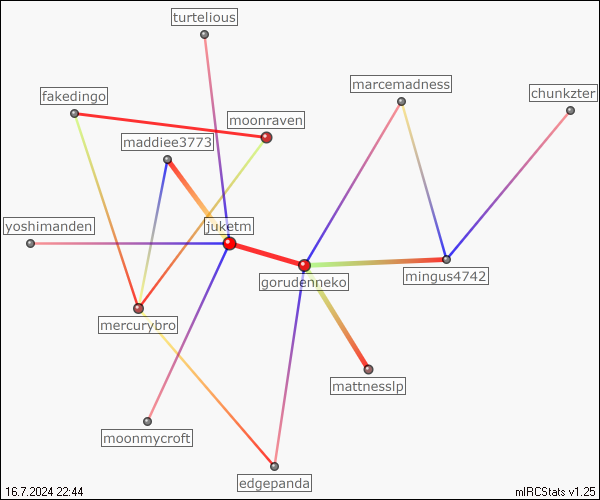 turtelious
marcemadness
chunkzter
fakedingo
moonraven
maddiee3773
yoshimanden
juketm
gorudenneko
mingus4742
mercurybro
mattnesslp
moonmycroft
edgepanda
16.7.2024 22:44
mIRCStats v1.25